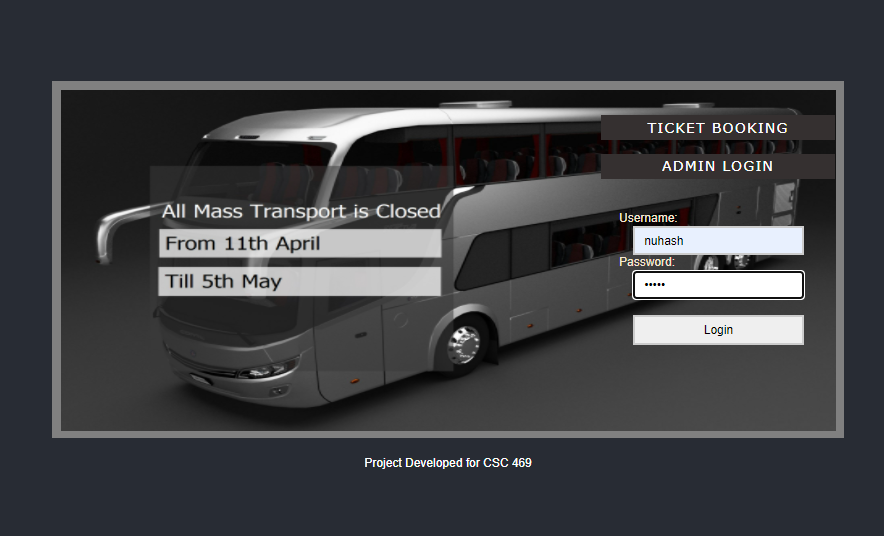 TICKET BOOKING
ADMIN LOGIN
All Mass Transport is Closed
From 11th April
Till 5th May
Username:
nuhash
Password:
•••••
Login
Project Developed for CSC 469